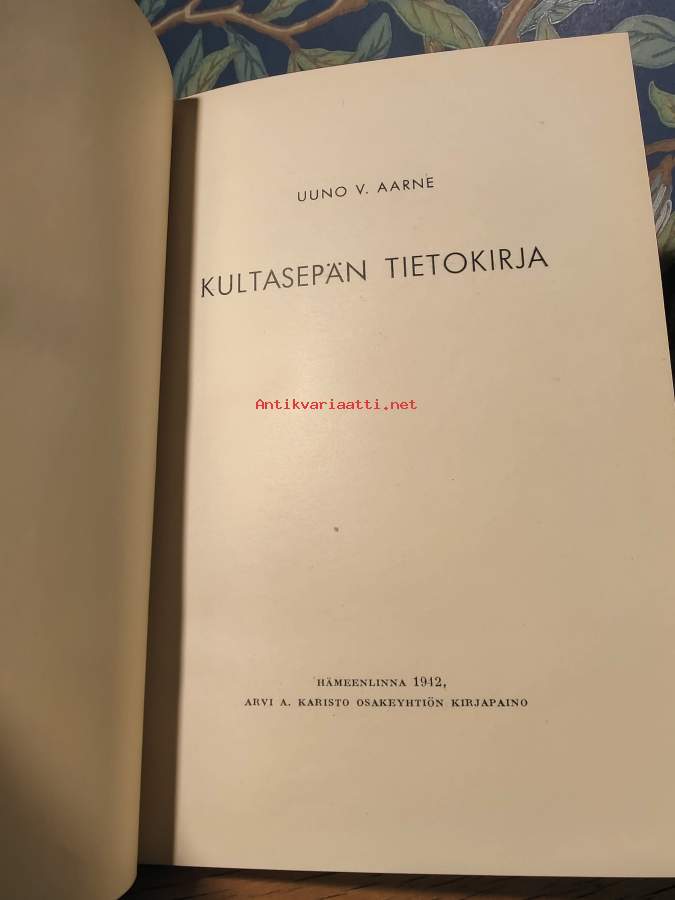 UUNO V. AARNE
KULTASEPÄN TIETOKIRJA
Antikvariaatti.net
HÄMEENLINNA 1942,
ARVI A. KARISTO OSAKEYHTIÖN KIRJAPAINO